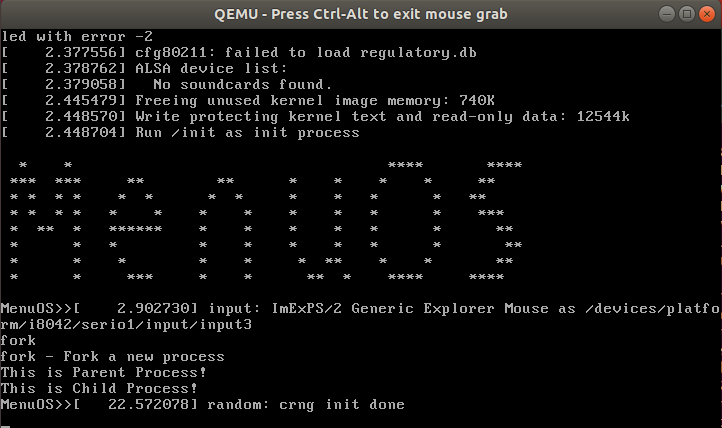 QEMU - Press Ctrl-Alt to exit mouse grab
led with error -2
[    2.377556] cfg80211: failed to load regulatory.db
[    2.378762] ALSA device list:
[    2.379058]   No soundcards found.
[    2.445479] Freeing unused kernel image memory: 740K
[    2.448570] Write protecting kernel text and read-only data: 12544k
[    2.448704] Run /init as init process
MenuOS
MenuOS>>[    2.902730] input: ImExPS/2 Generic Explorer Mouse as /devices/platfo
rm/i8042/serio1/input/input3
fork
fork - Fork a new process
This is Parent Process!
This is Child Process!
MenuOS>>[   22.572078] random: crng init done